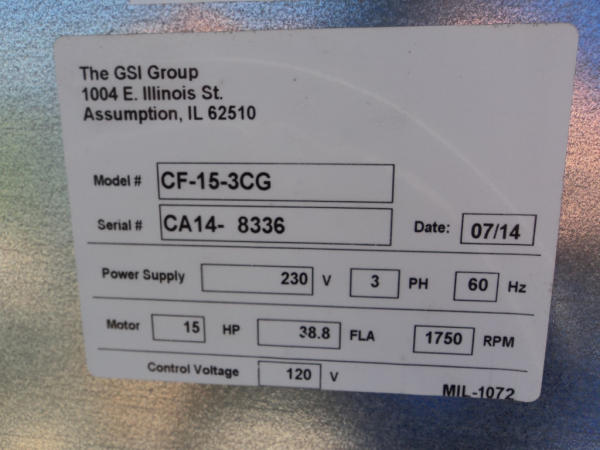 The GSI Group
1004 E. Illinois St.
Assumption, IL 62510
Model # CF-15-3CG
Serial # CA14- 8336 Date: 07/14
Power Supply 230 V 3 PH 60 Hz
Motor 15 HP 38.8 FLA 1750 RPM
Control Voltage 120 V
MIL-1072